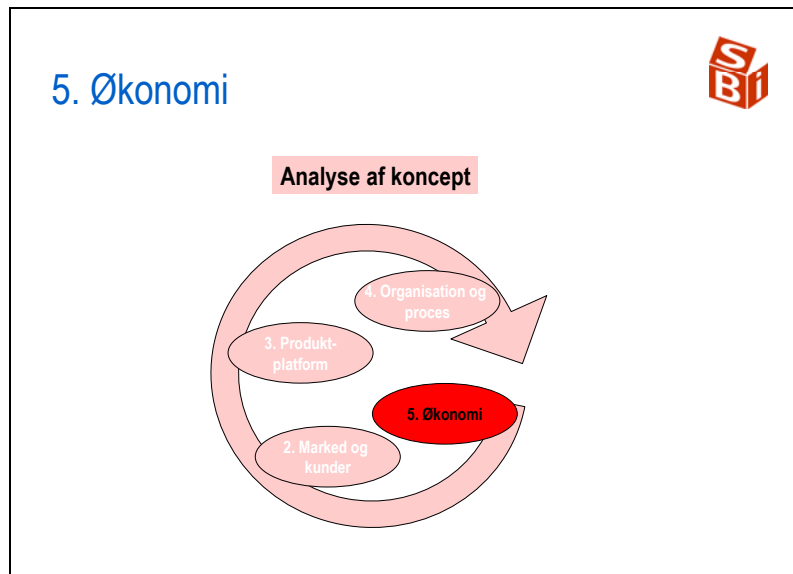 5. Økonomi
S
B i
Analyse af koncept
4. Organisation og
proces
3. Produkt-
platform
5. Økonomi
2. Marked og
kunder